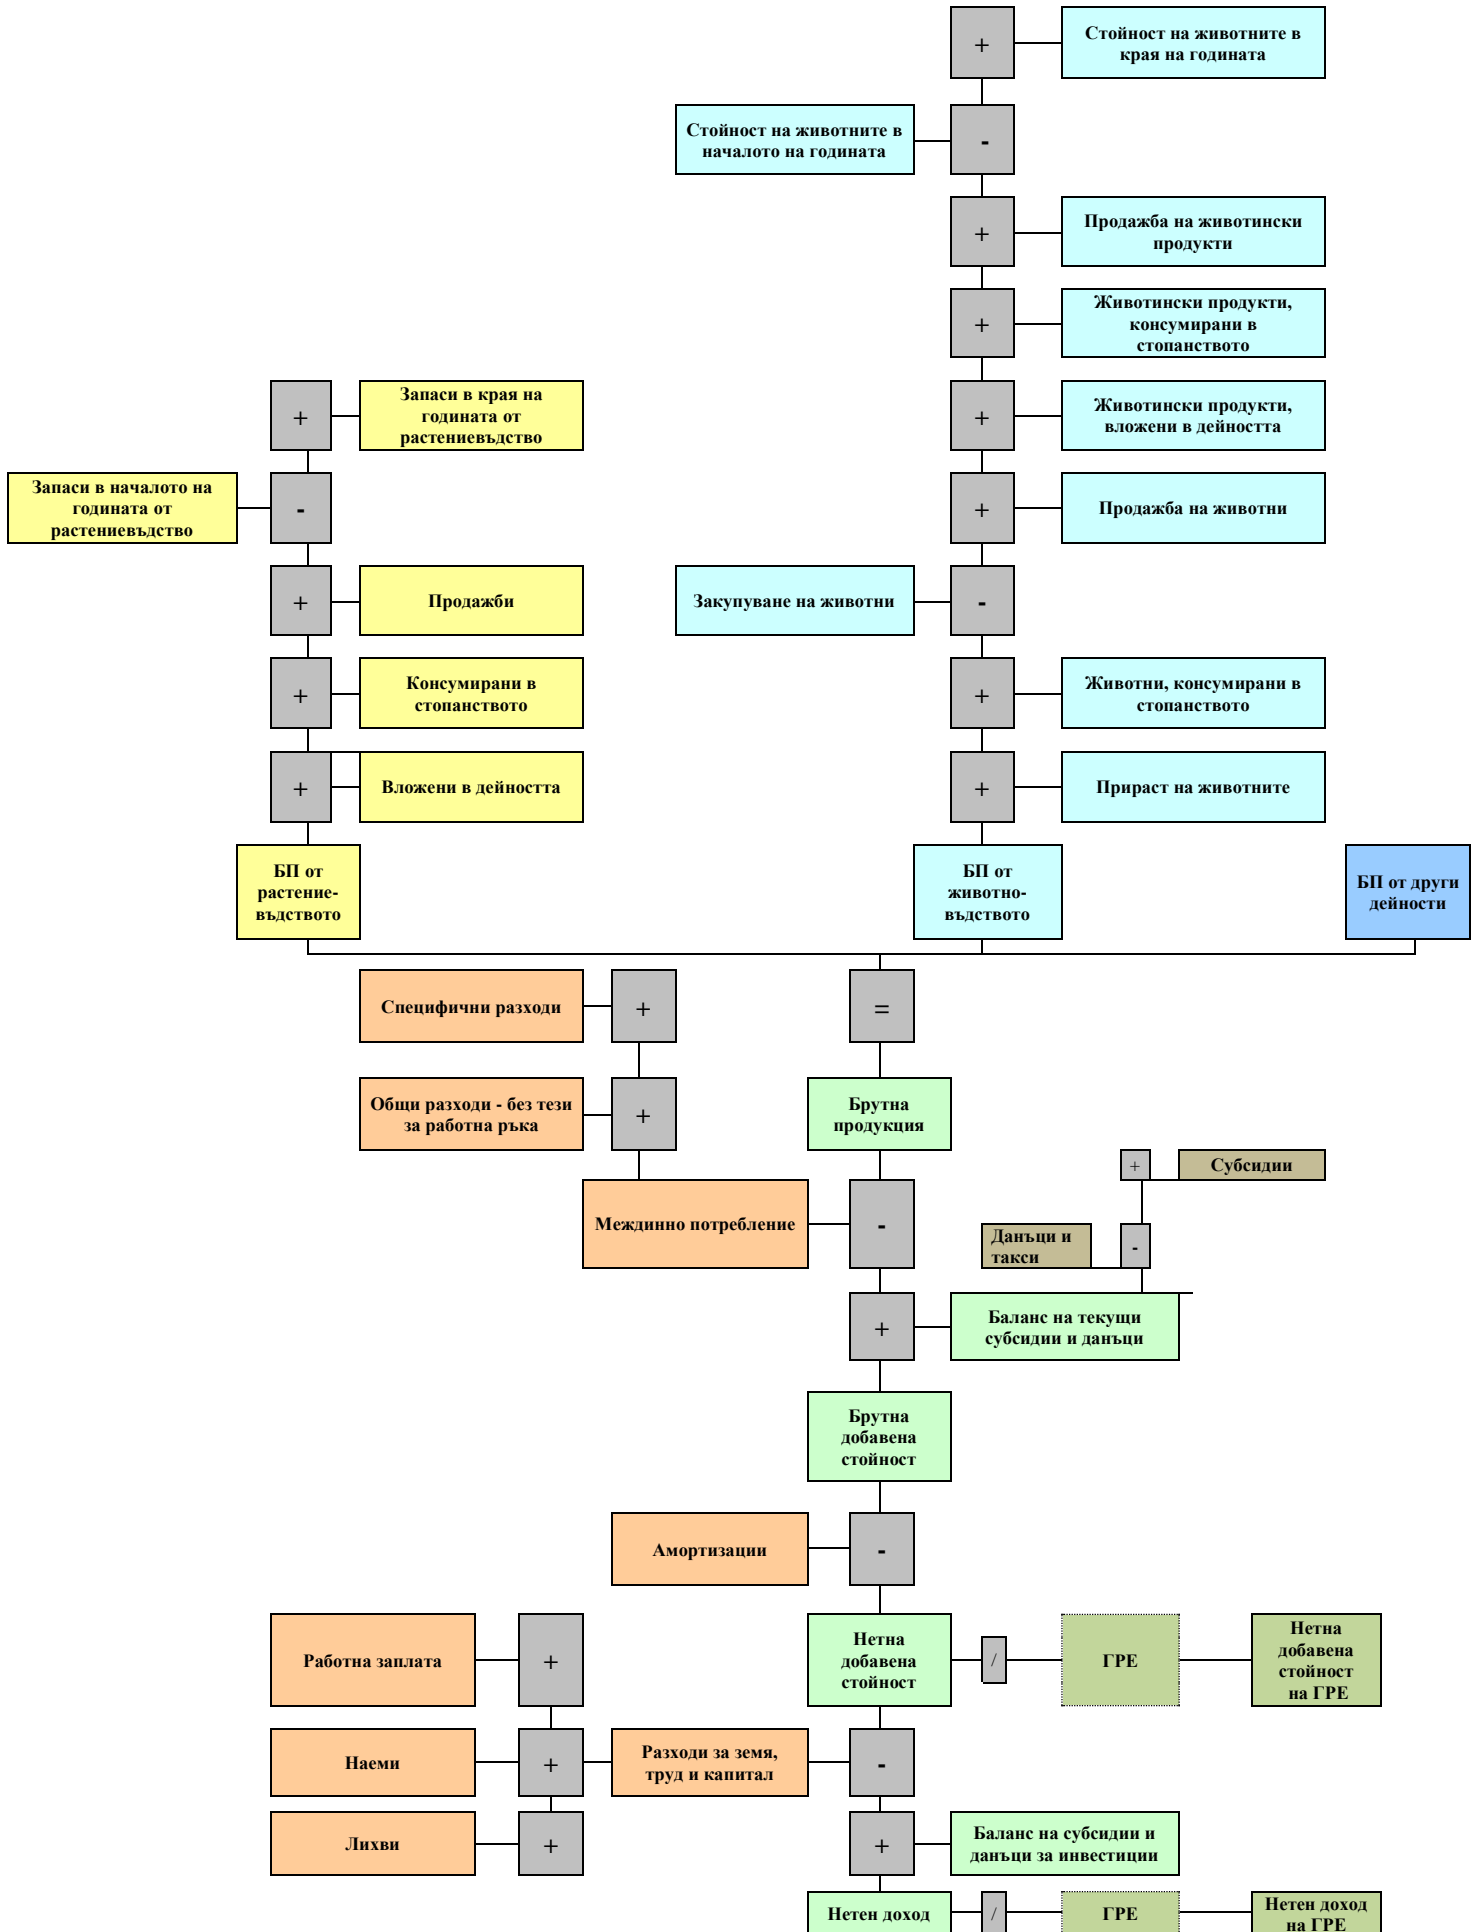 +
Стойност на животните в
края на годината
Стойност на животните в
началото на годината
-
+
Продажба на животински
продукти
+
Животински продукти,
консумирани в
стопанството
+
Запаси в края на
годината от
растениевъдство
+
Животински продукти,
вложени в дейността
Запаси в началото на
годината от
растениевъдство
-
+
Продажба на животни
+
Продажби
Закупуване на животни
-
+
Консумирани в
стопанството
+
Животни, консумирани в
стопанството
+
Вложени в дейността
+
Прираст на животните
БП от
растение-
въдството
БП от
животно-
въдството
БП от други
дейности
Специфични разходи
+
=
Общи разходи - без тези
за работна ръка
+
Брутна
продукция
+
Субсидии
Междинно потребление
-
Данъци и
такси
-
+
Баланс на текущи
субсидии и данъци
Брутна
добавена
стойност
Амортизации
-
Работна заплата
+
Нетна
добавена
стойност
/
ГРЕ
Нетна
добавена
стойност
на ГРЕ
Наеми
+
Разходи за земя,
труд и капитал
-
Лихви
+
+
Баланс на субсидии и
данъци за инвестиции
Нетен доход
/
ГРЕ
Нетен доход
на ГРЕ